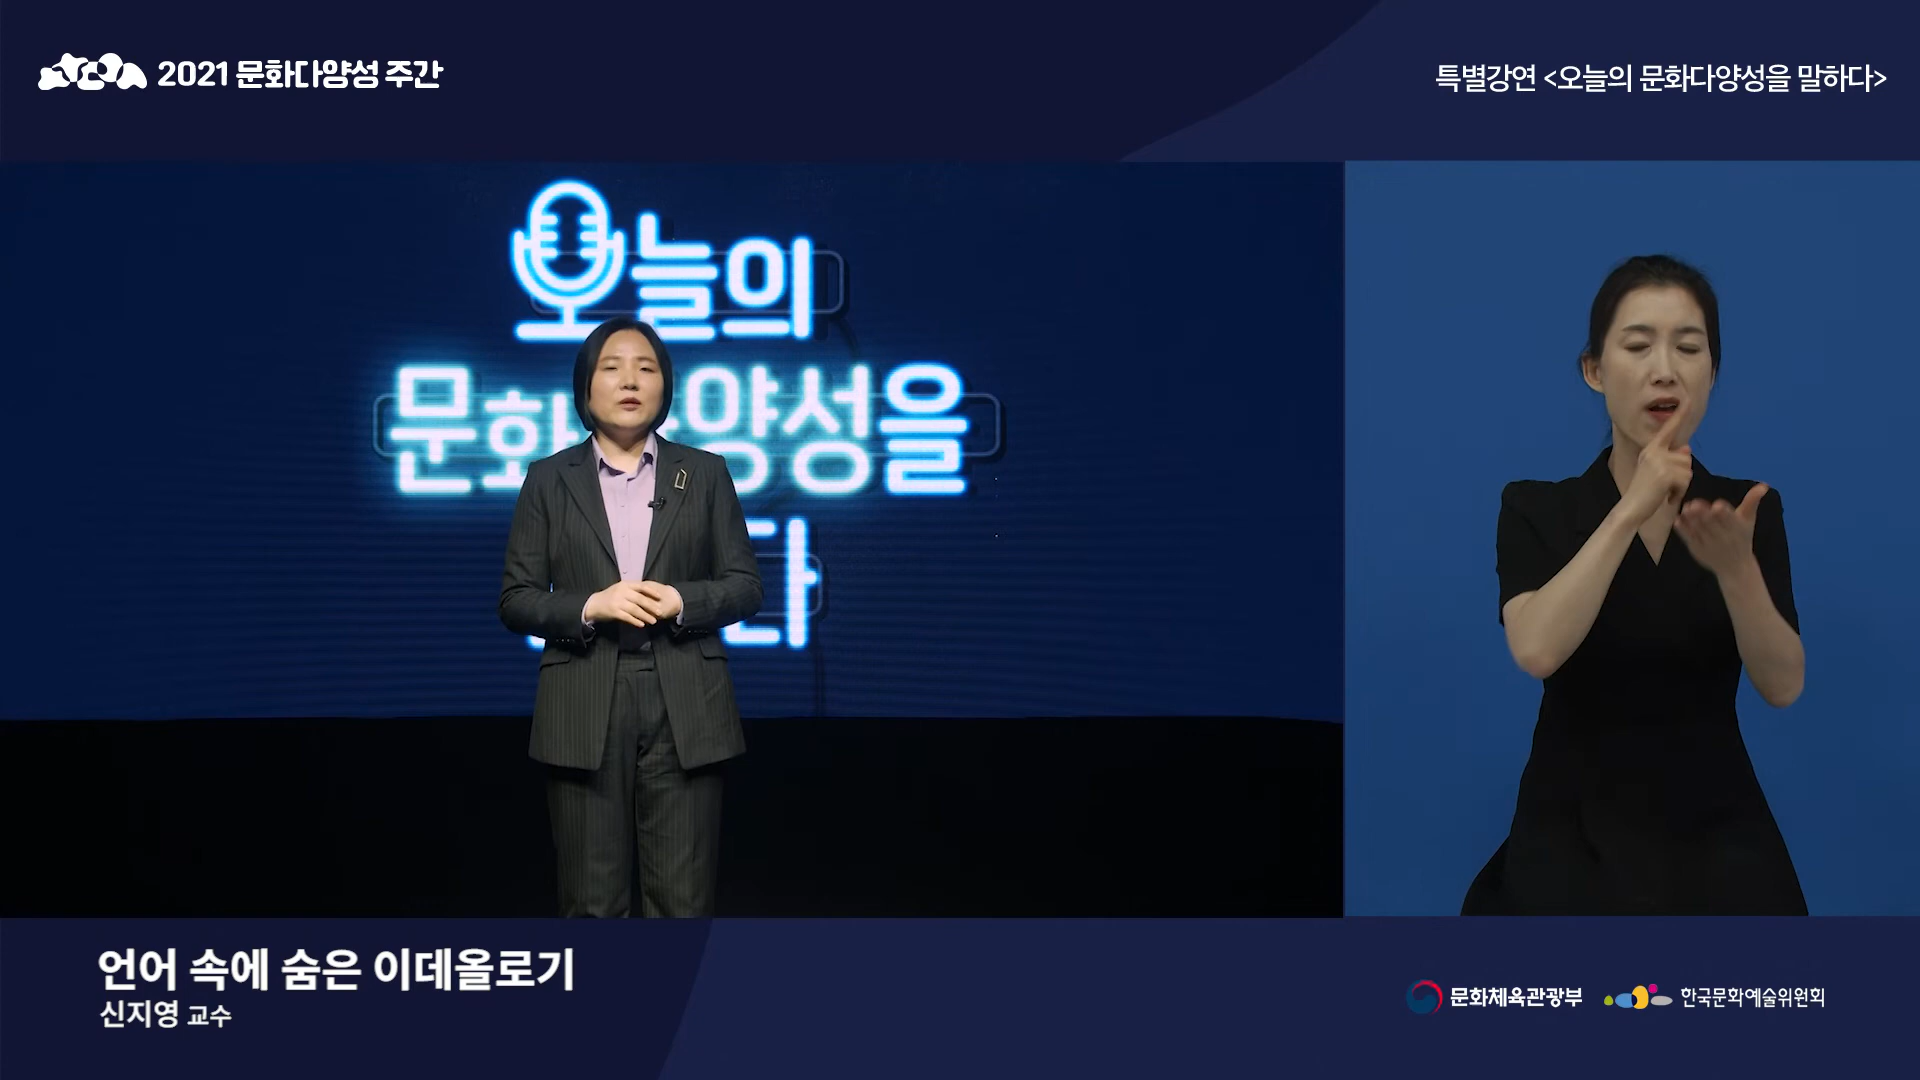 2021 문화다양성 주간
특별강연 <오늘의 문화다양성을 말하다>
오늘의
문화 양성을
다
언어 속에 숨은 이데올로기
신지영 교수
문화체육관광부
한국문화예술위원회